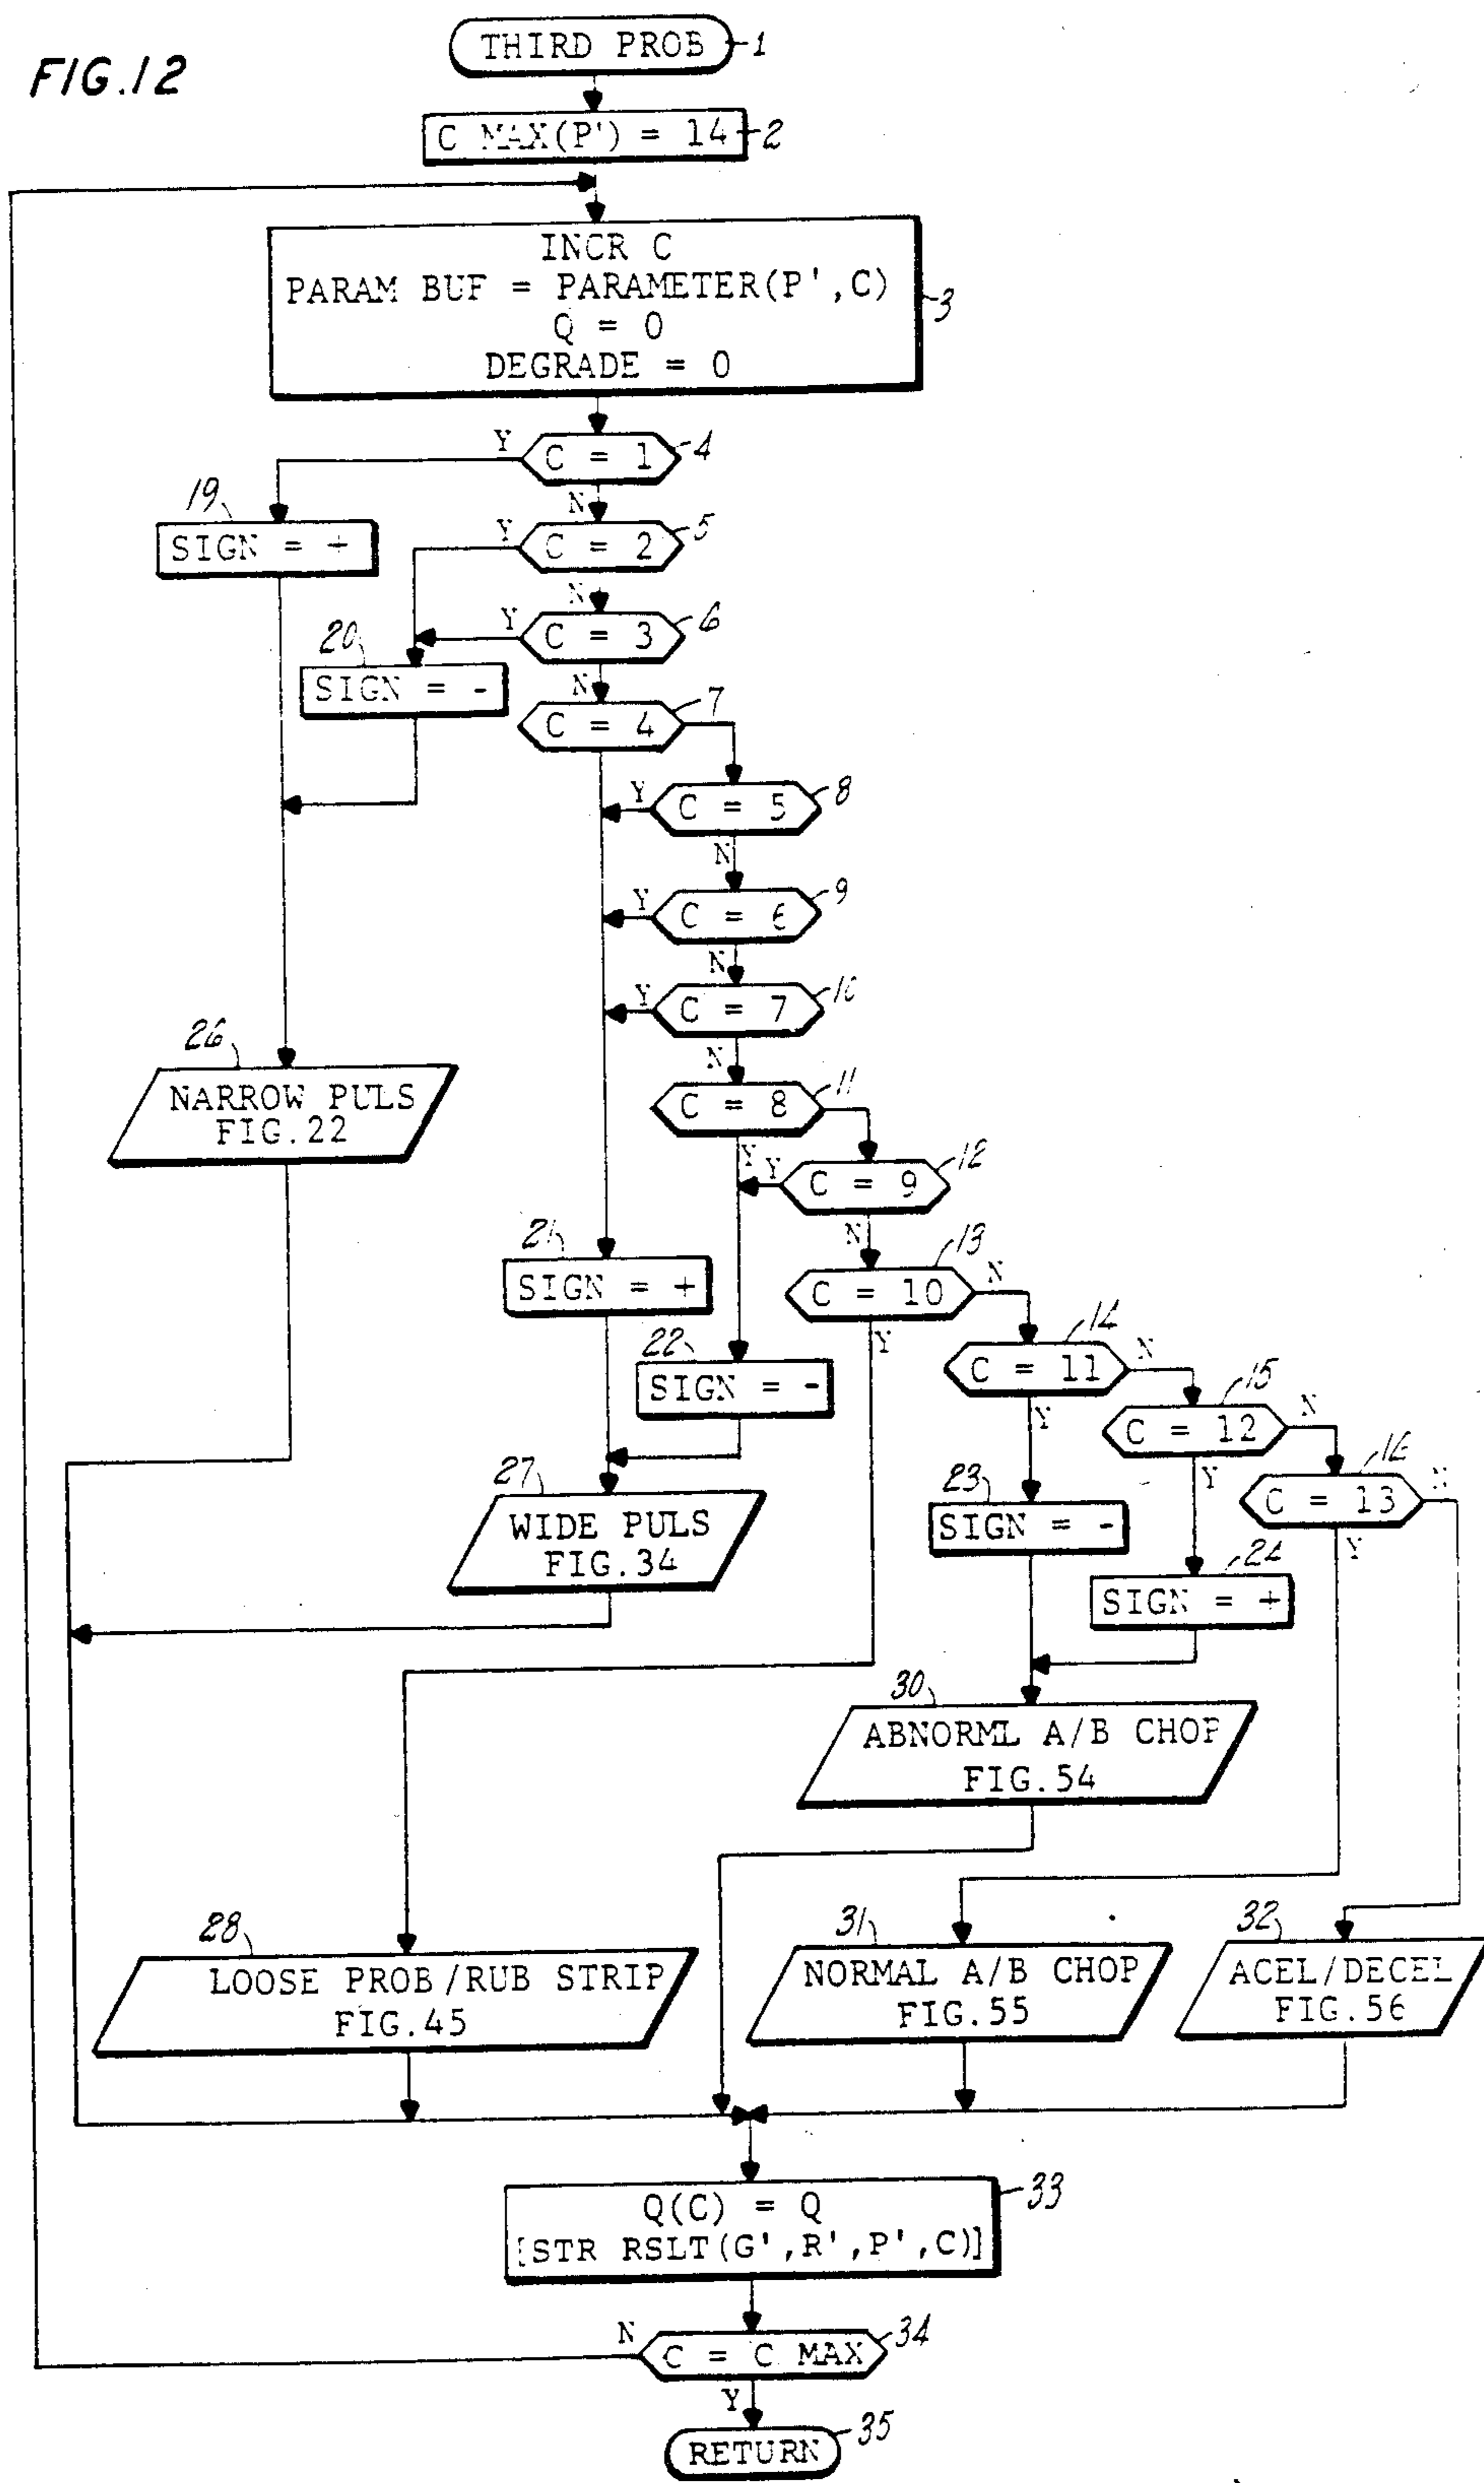 FIG.12
THIRD PROB
1
C MAX(P') = 14
2
INCR C
PARAM BUF = PARAMETER(P',C)
Q = 0
DEGRADE = 0
3
Y
C = 1
4
N
19
SIGN = +
Y
C = 2
5
N
20
Y
C = 3
6
SIGN = -
N
C = 4
7
Y
C = 5
8
N
Y
C = 6
9
N
Y
C = 7
10
N
26
NARROW PULS
FIG.22
C = 8
11
Y
Y
C = 9
12
N
21
SIGN = +
C = 10
13
N
Y
22
SIGN = -
C = 11
14
N
Y
C = 12
15
N
Y
C = 13
16
N
Y
27
WIDE PULS
FIG.34
23
SIGN = -
24
SIGN = +
30
ABNORML A/B CHOP
FIG.54
28
LOOSE PROB/RUB STRIP
FIG.45
31
NORMAL A/B CHOP
FIG.55
32
ACEL/DECEL
FIG.56
Q(C) = Q
[STR RSLT(G',R',P',C)]
33
N
C = C MAX
34
Y
RETURN
35